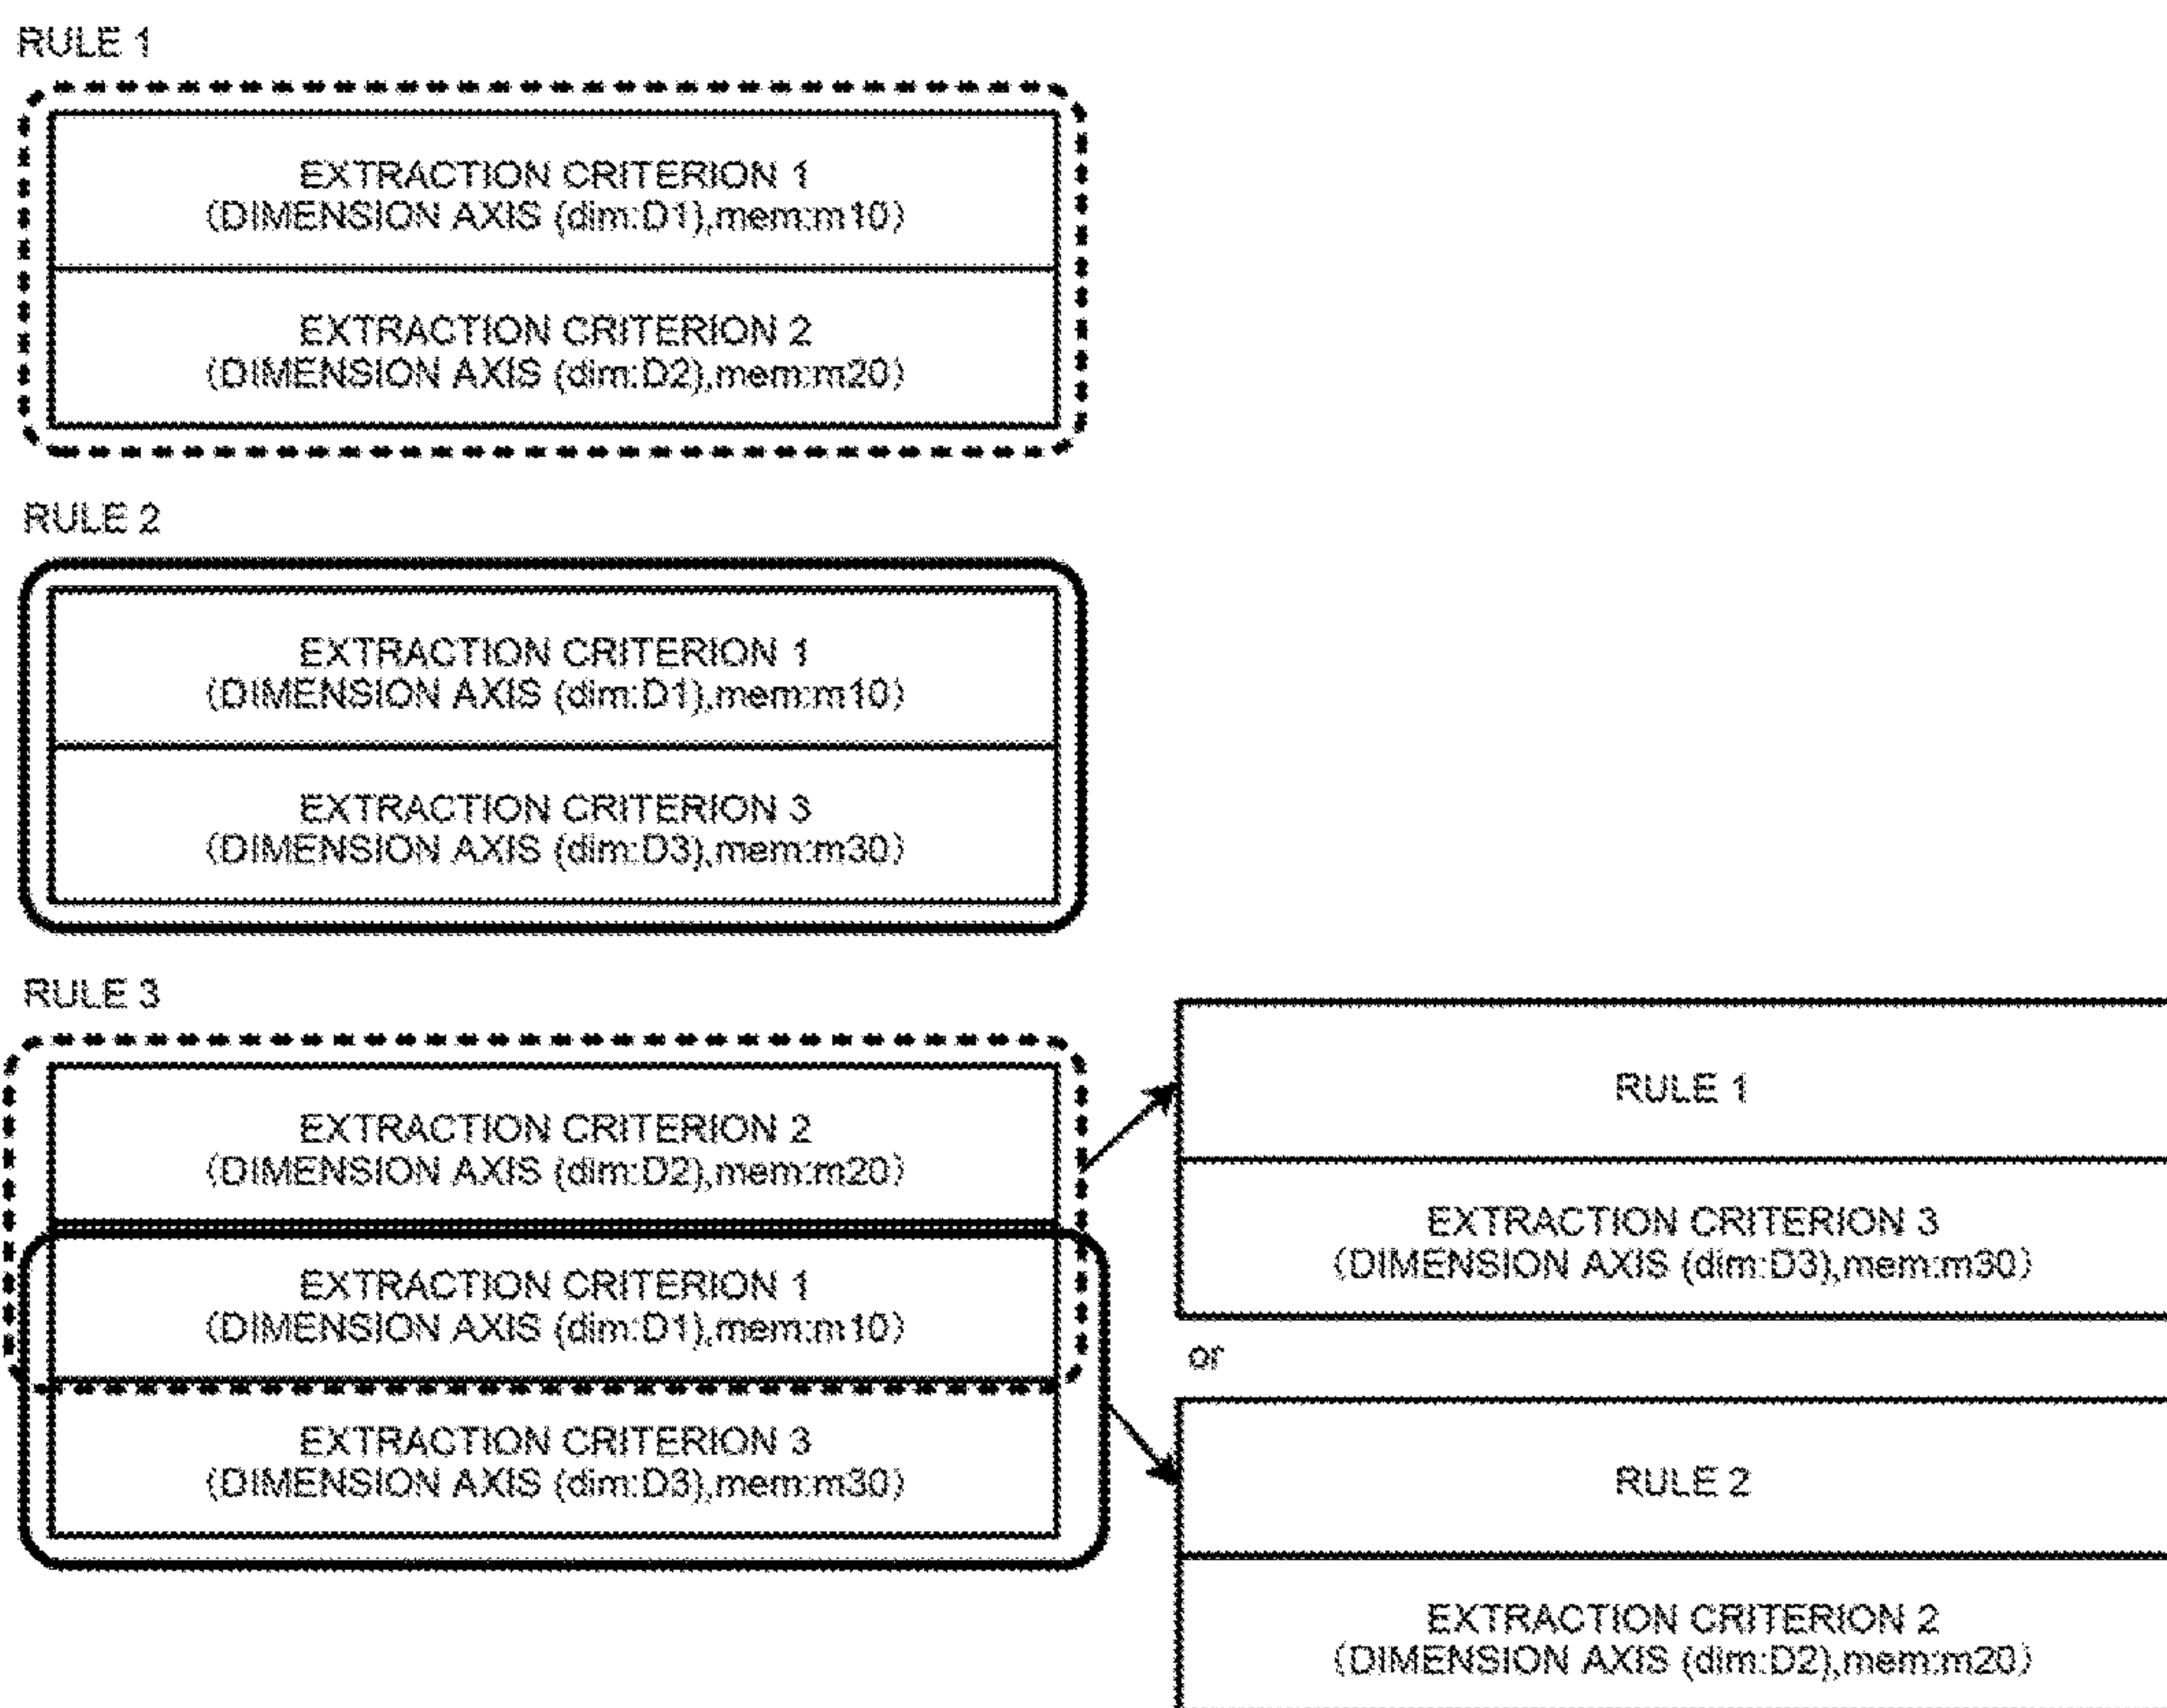 RULE 1
EXTRACTION CRITERION 1
(DIMENSION AXIS (dim:D1),mem:m10)
EXTRACTION CRITERION 2
(DIMENSION AXIS (dim:D2),mem:m20)
RULE 2
EXTRACTION CRITERION 1
(DIMENSION AXIS (dim:D1),mem:m10)
EXTRACTION CRITERION 3
(DIMENSION AXIS (dim:D3),mem:m30)
RULE 3
EXTRACTION CRITERION 2
(DIMENSION AXIS (dim:D2),mem:m20)
EXTRACTION CRITERION 1
(DIMENSION AXIS (dim:D1),mem:m10)
EXTRACTION CRITERION 3
(DIMENSION AXIS (dim:D3),mem:m30)
RULE 1
EXTRACTION CRITERION 3
(DIMENSION AXIS (dim:D3),mem:m30)
or
RULE 2
EXTRACTION CRITERION 2
(DIMENSION AXIS (dim:D2),mem:m20)